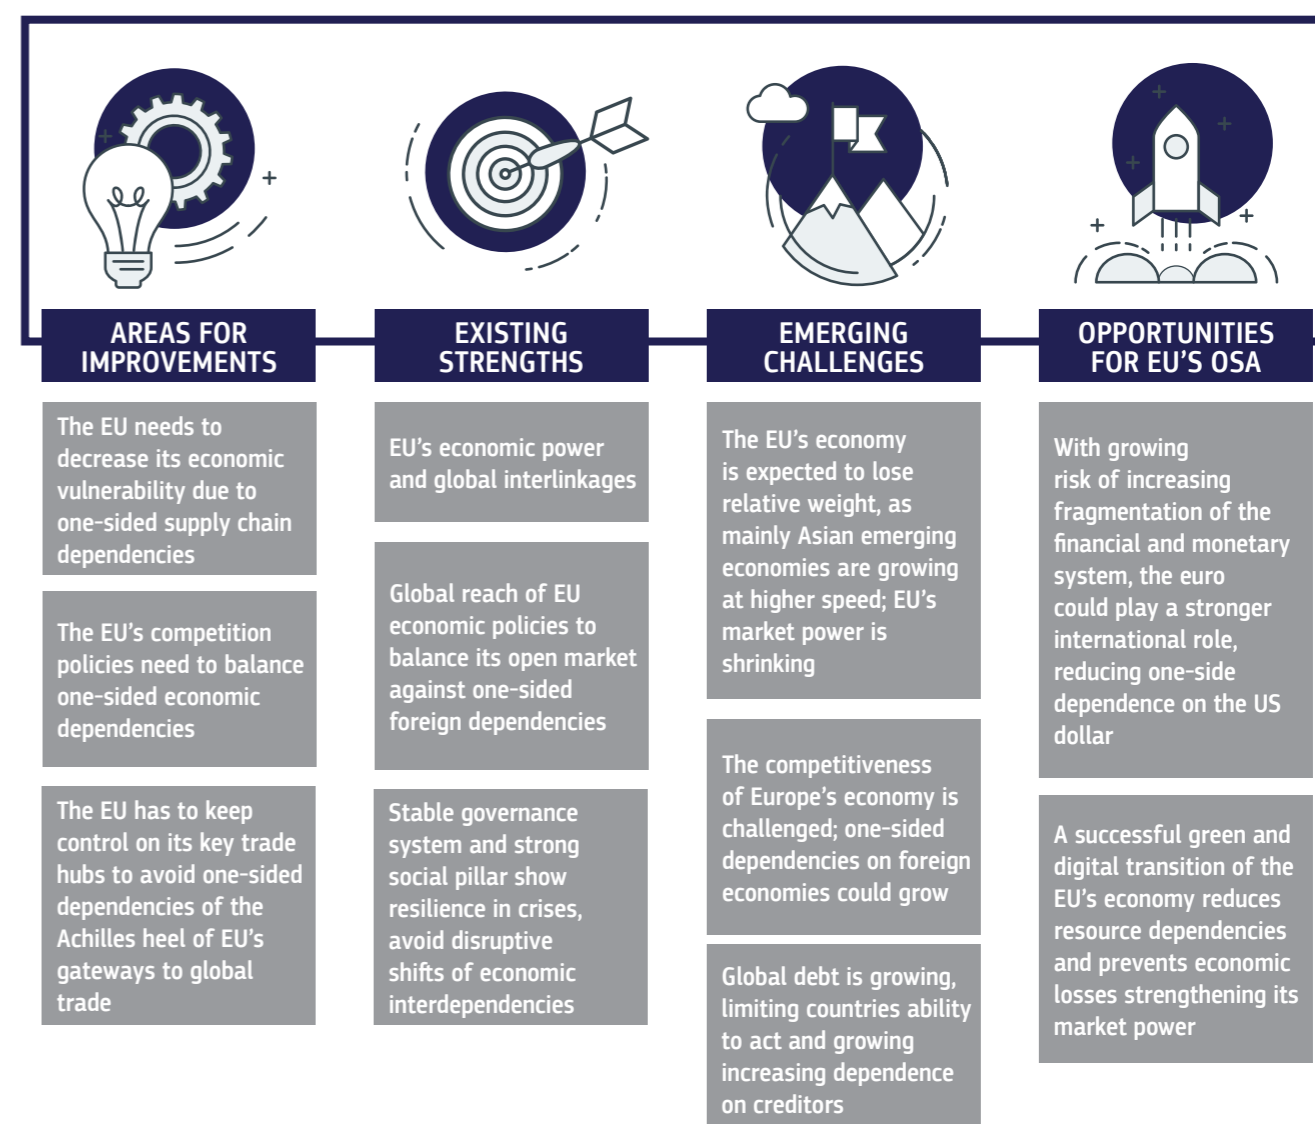 AREAS FOR
IMPROVEMENTS
The EU needs to
decrease its economic
vulnerability due to
one-sided supply chain
dependencies
The EU's competition
policies need to balance
one-sided economic
dependencies
The EU has to keep
control on its key trade
hubs to avoid one-sided
dependencies of the
Achilles heel of EU's
gateways to global
trade
EXISTING
STRENGTHS
EU's economic power
and global interlinkages
Global reach of EU
economic policies to
balance its open market
against one-sided
foreign dependencies
Stable governance
system and strong
social pillar show
resilience in crises,
avoid disruptive
shifts of economic
interdependencies
EMERGING
CHALLENGES
The EU's economy
is expected to lose
relative weight, as
mainly Asian emerging
economies are growing
at higher speed; EU's
market power is
shrinking
The competitiveness
of Europe's economy is
challenged; one-sided
dependencies on foreign
economies could grow
Global debt is growing,
limiting countries ability
to act and growing
increasing dependence
on creditors
OPPORTUNITIES
FOR EU'S OSA
With growing
risk of increasing
fragmentation of the
financial and monetary
system, the euro
could play a stronger
international role,
reducing one-side
dependence on the US
dollar
A successful green and
digital transition of the
EU's economy reduces
resource dependencies
and prevents economic
losses strengthening its
market power